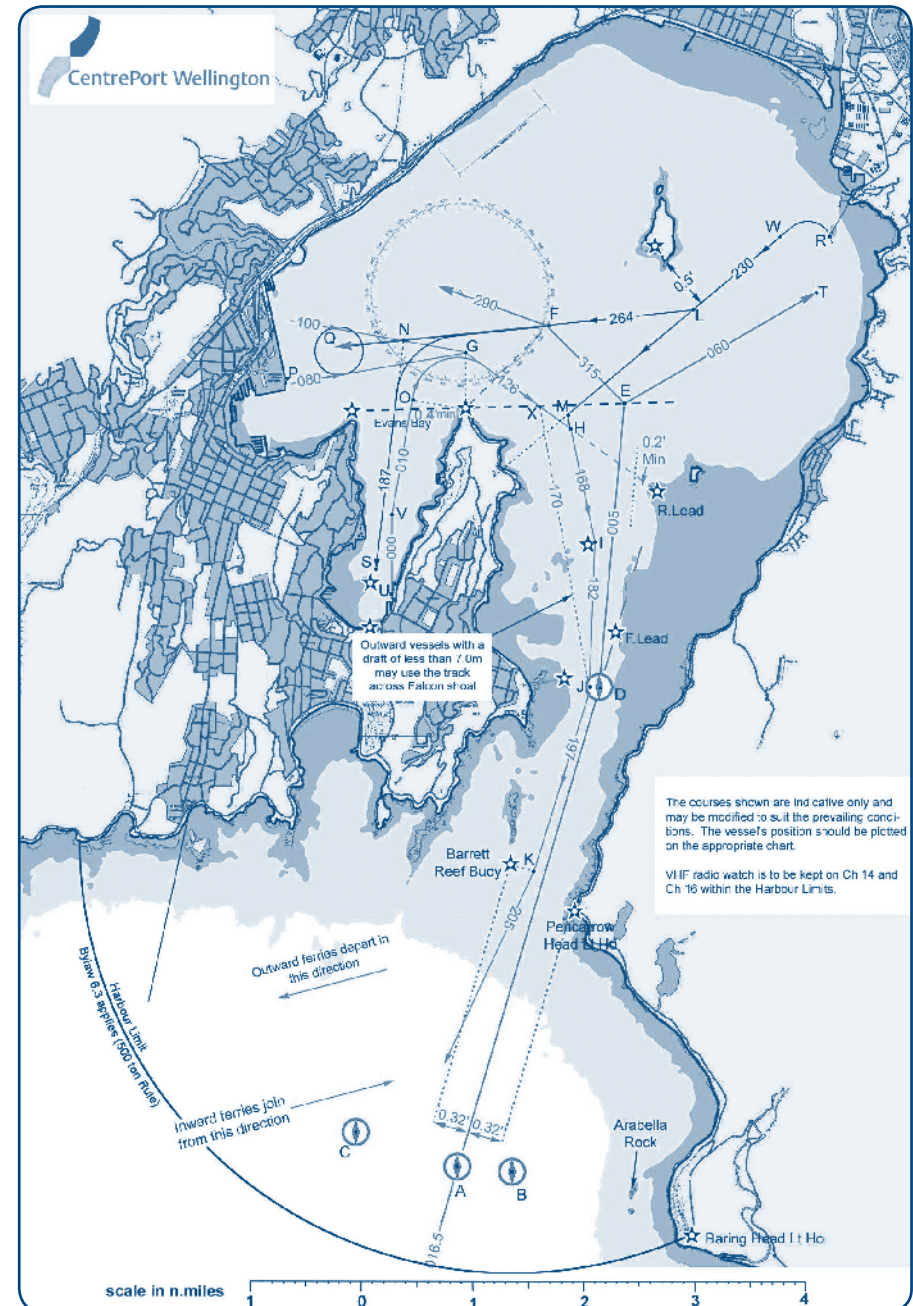 CentrePort Wellington
W
R
230
0.5'
T
290
F
264
L
100
N
Q
G
060
315
P
080
126
O
0.4 min
X
M
E
Evans Bay
H
010
0.2'
Min
187
168
170
005
R.Lead
V
I
S
000
182
U
F.Lead
Outward vessels with a
draft of less than 7.0m
may use the track
across Falcon shoal
J
D
197
The courses shown are indicative only and
may be modified to suit the prevailing condi-
tions. The vessel's position should be plotted
on the appropriate chart.
VHF radio watch is to be kept on Ch 14 and
Ch 16 within the Harbour Limits.
Barrett
Reef Buoy
K
205
Pencarrow
Head Lt Ho
Outward ferries depart in
this direction
Harbour Limit
Bylaw 6.3 applies (500 ton Rule)
Inward ferries join
from this direction
0.32'
0.32'
C
A
B
Arabella
Rock
016.5
Baring Head Lt Ho
scale in n.miles
1 0 1 2 3 4